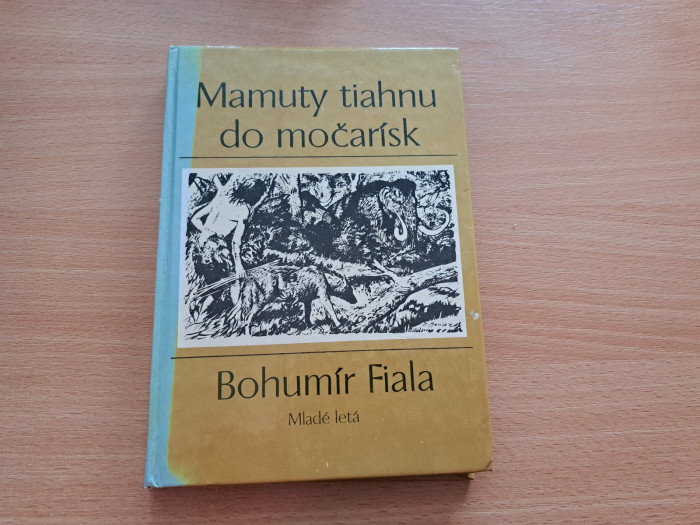 Mamuty tiahnu
do močarísk
Bohumír Fiala
Mladé letá